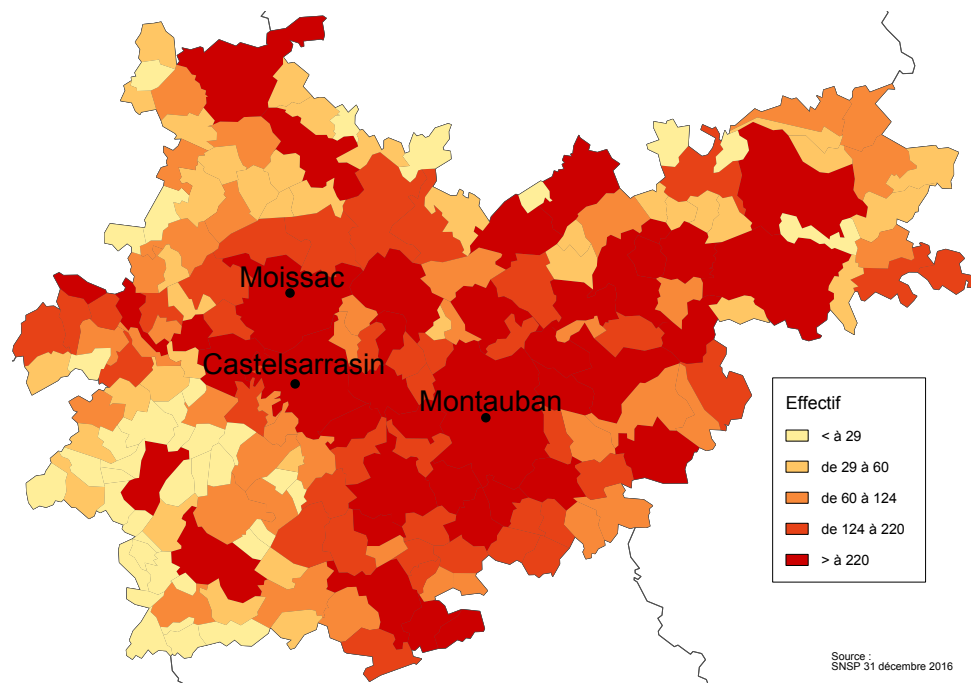 Moissac
Castelsarrasin
Montauban
Effectif
< à 29
de 29 à 60
de 60 à 124
de 124 à 220
> à 220
Source :
SNSP 31 décembre 2016